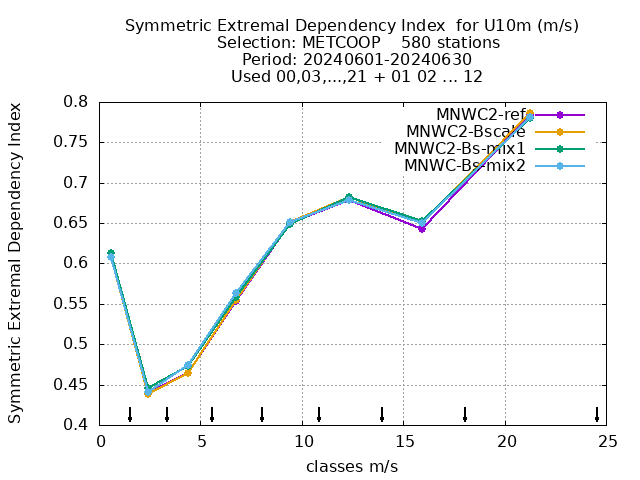 Symmetric Extremal Dependency Index  for U10m (m/s)
Selection: METCOOP    580 stations
Period: 20240601-20240630
Used 00,03,...,21 + 01 02 ... 12
Symmetric Extremal Dependency Index
0.8
0.75
0.7
0.65
0.6
0.55
0.5
0.45
0.4
MNWC2-ref
MNWC2-Bscale
MNWC2-Bs-mix1
MNWC-Bs-mix2
0 5 10 15 20 25
classes m/s